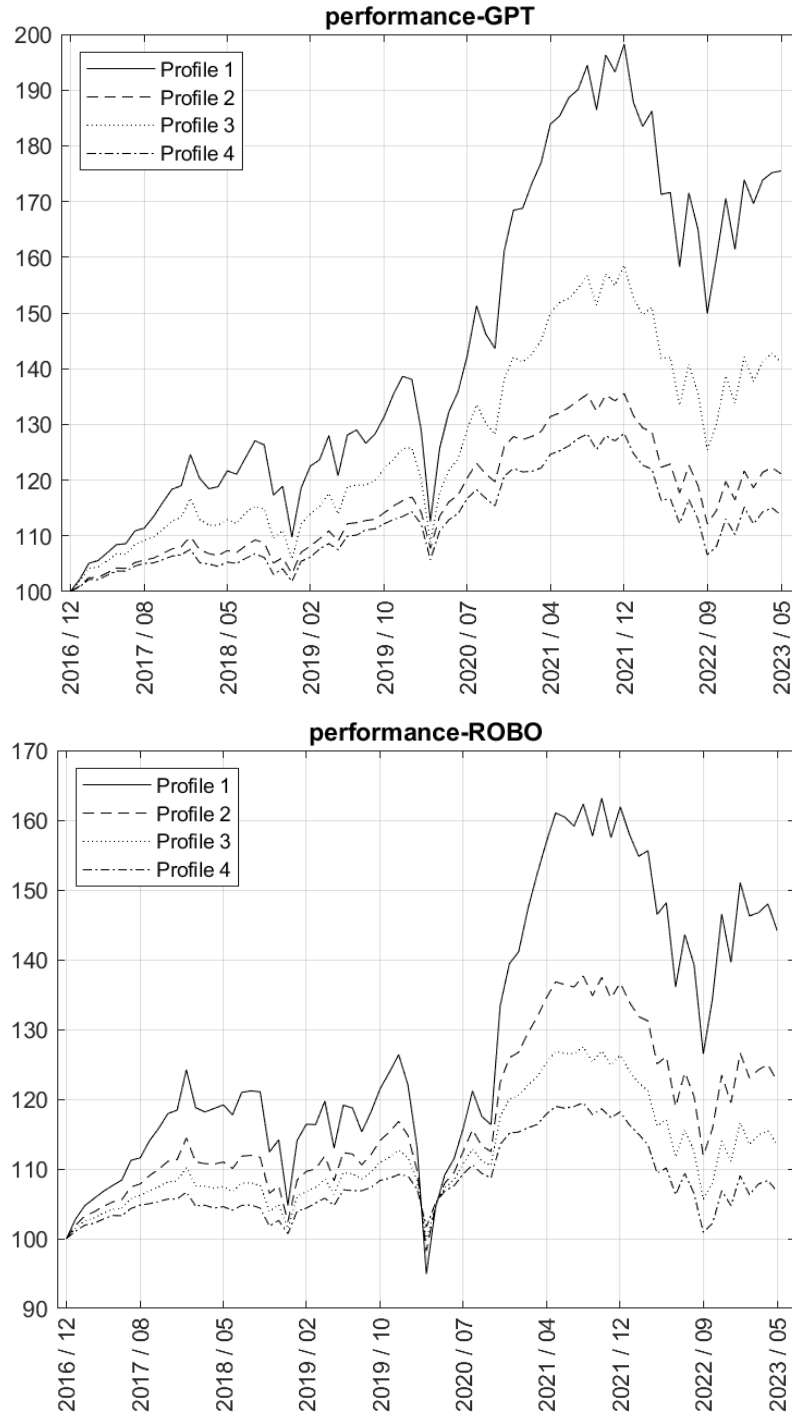 performance-GPT
200
190
180
170
160
150
140
130
120
110
100
Profile 1
Profile 2
Profile 3
Profile 4
2016 / 12
2017 / 08
2018 / 05
2019 / 02
2019 / 10
2020 / 07
2021 / 04
2021 / 12
2022 / 09
2023 / 05
performance-ROBO
170
160
150
140
130
120
110
100
90
Profile 1
Profile 2
Profile 3
Profile 4
2016 / 12
2017 / 08
2018 / 05
2019 / 02
2019 / 10
2020 / 07
2021 / 04
2021 / 12
2022 / 09
2023 / 05